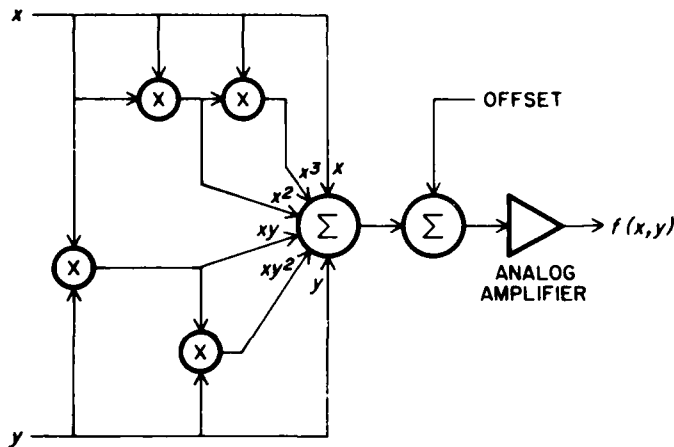 x
X
X
OFFSET
x³
x
x²
Σ
Σ
f(x,y)
xy
X
xy²
y
ANALOG
AMPLIFIER
X
y